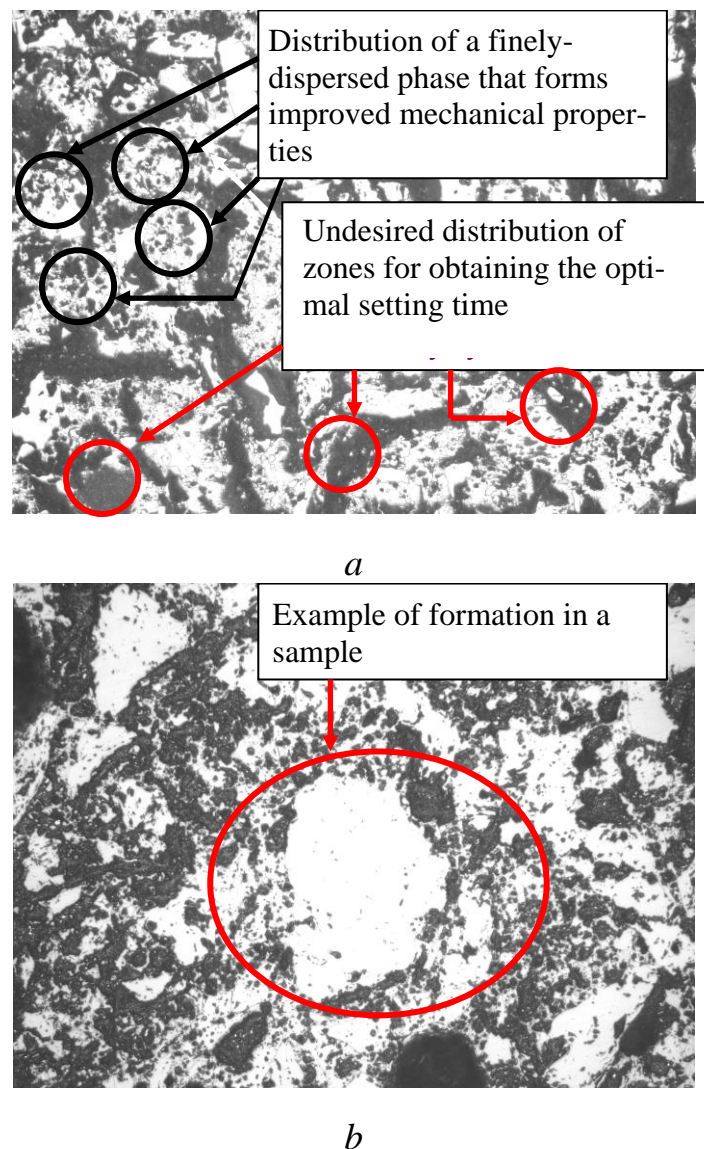 Distribution of a finely-
dispersed phase that forms
improved mechanical proper-
ties
Undesired distribution of
zones for obtaining the opti-
mal setting time
a
Example of formation in a
sample
b